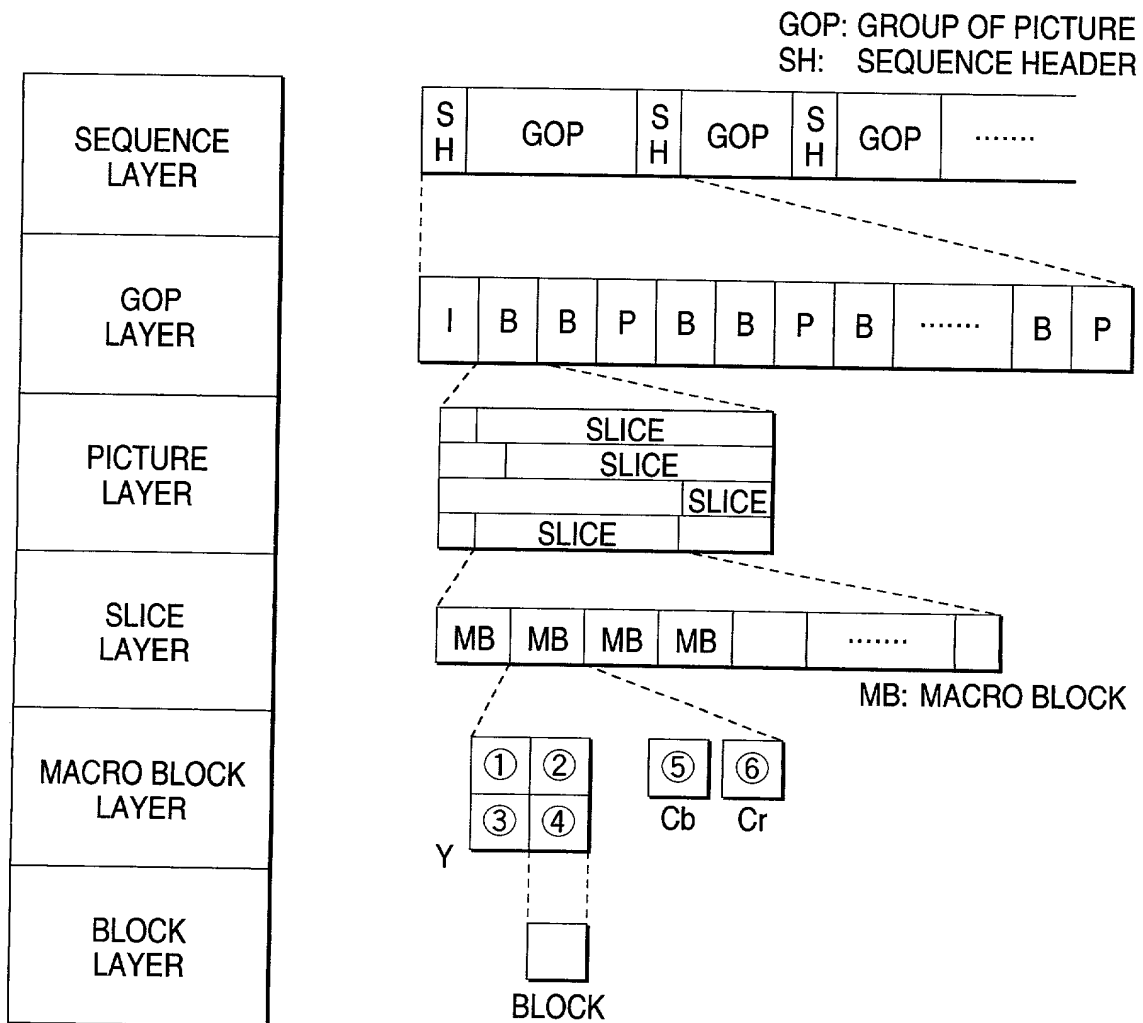 GOP: GROUP OF PICTURE
SH: SEQUENCE HEADER
SEQUENCE
LAYER
S
H
GOP
S
H
GOP
S
H
GOP
.......
GOP
LAYER
I B B P B B P B ....... B P
PICTURE
LAYER
SLICE
SLICE
SLICE
SLICE
SLICE
LAYER
MB MB MB MB .......
MB: MACRO BLOCK
MACRO BLOCK
LAYER
① ② ⑤ ⑥
③ ④ Cb Cr
Y
BLOCK
LAYER
BLOCK